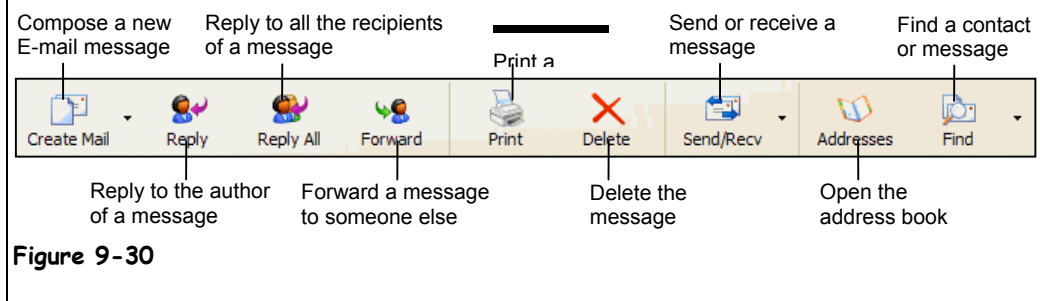 Compose a new
E-mail message
Reply to all the recipients
of a message
Print a
Send or receive a
message
Find a contact
or message
Create Mail
Reply
Reply All
Forward
Print
Delete
Send/Recv
Addresses
Find
Reply to the author
of a message
Forward a message
to someone else
Delete the
message
Open the
address book
Figure 9-30